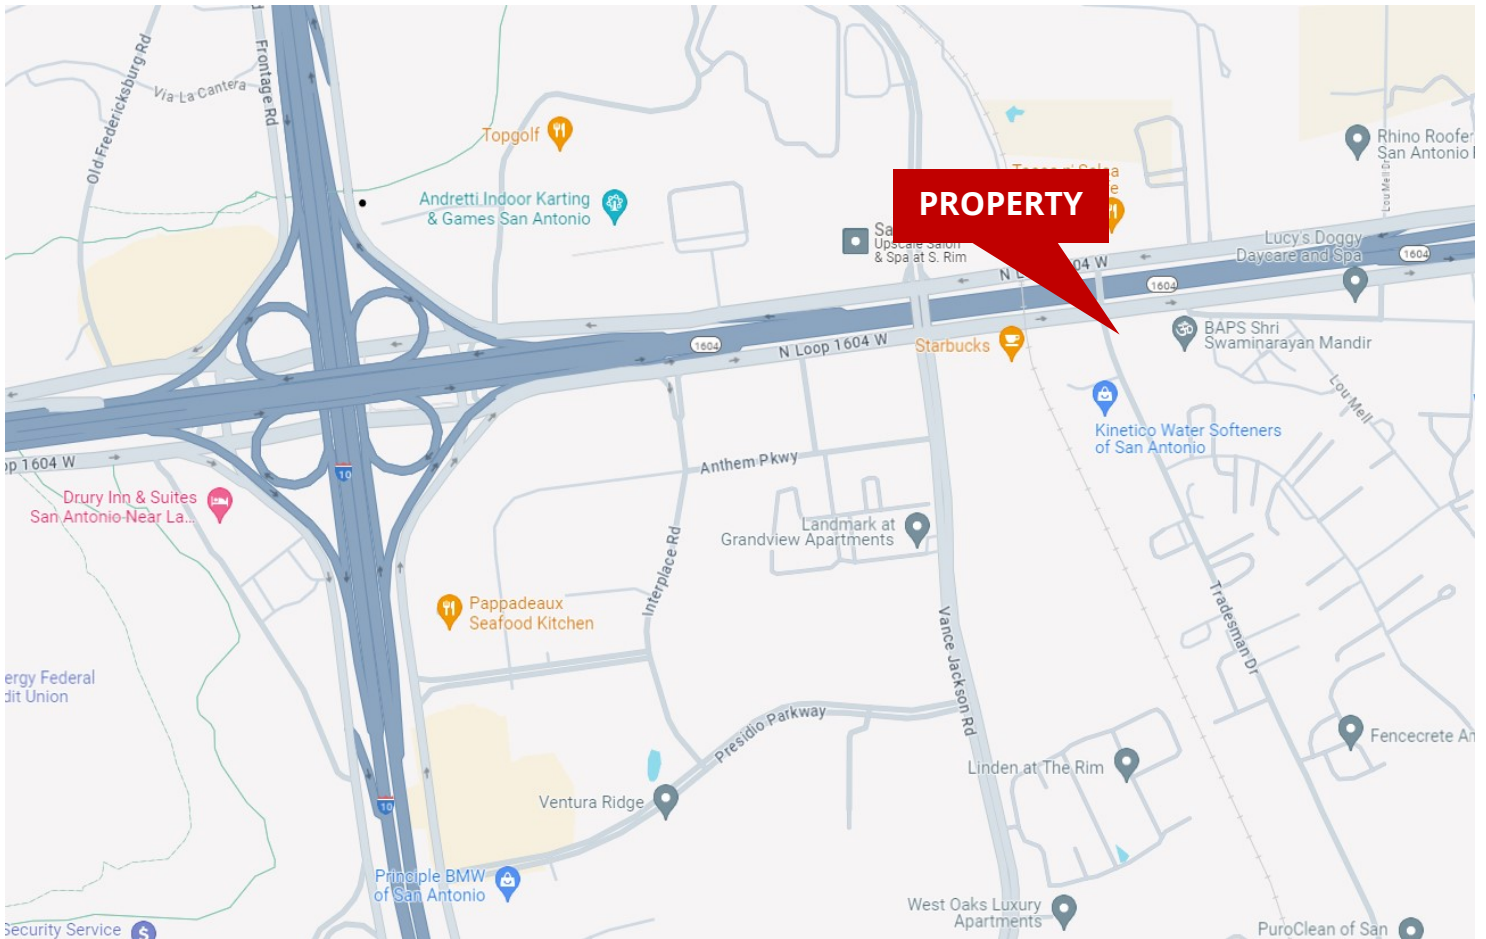 Old Fredericksburg Rd
Via La Cantera
Frontage Rd
Topgolf
Andretti Indoor Karting
& Games San Antonio
Rhino Roofer
San Antonio
Lou Mell Dr
PROPERTY
Upscale Salon
& Spa at S. Rim
Lucy's Doggy
Daycare and Spa
1604
1604
1604
N Loop 1604 W
Starbucks
BAPS Shri
Swaminarayan Mandir
Lou Mell
Kinetico Water Softeners
of San Antonio
op 1604 W
10
Anthem Pkwy
Drury Inn & Suites
San Antonio Near La...
Landmark at
Grandview Apartments
Interplace Rd
Pappadeaux
Seafood Kitchen
Tradesman Dr
Vance Jackson Rd
ergy Federal
dit Union
Presidio Parkway
Fencecrete
Linden at The Rim
Ventura Ridge
10
Principle BMW
of San Antonio
West Oaks Luxury
Apartments
Security Service
PuroClean of San